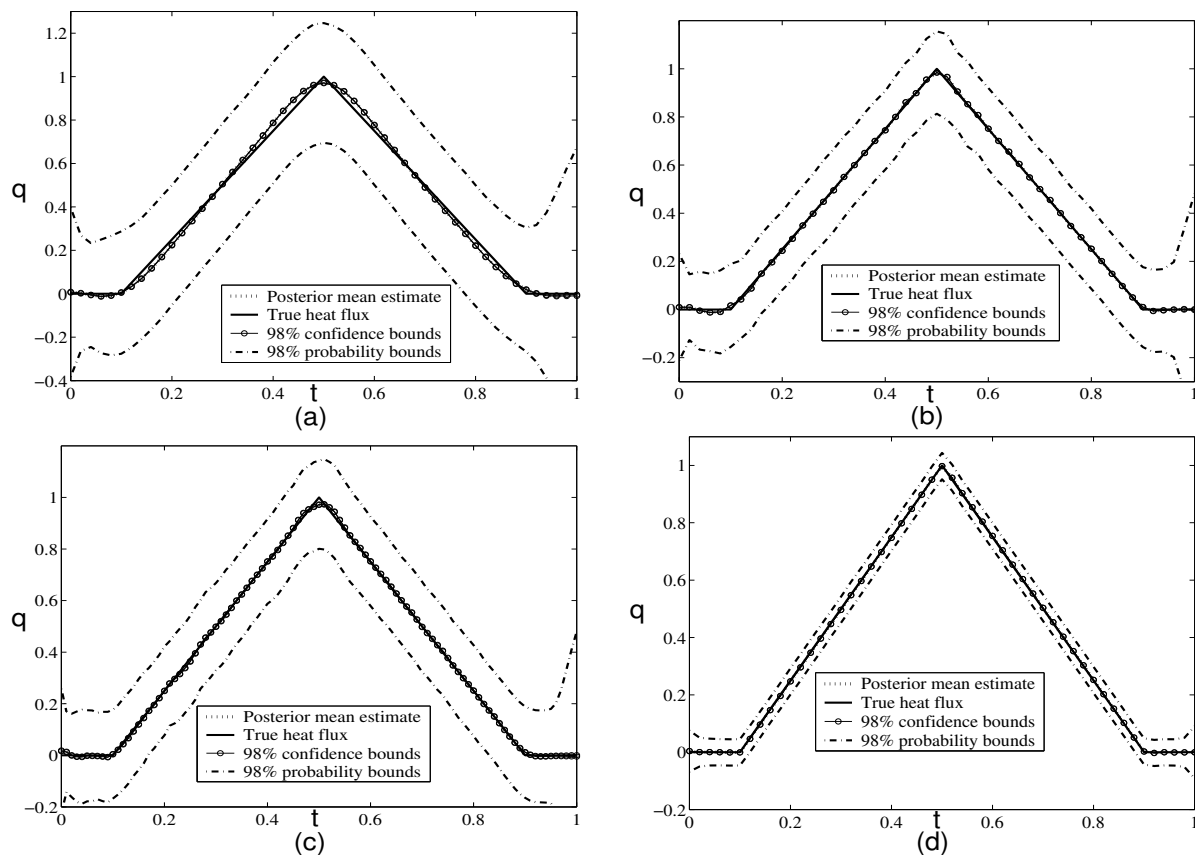 1.2
1
0.8
0.6
0.4
0.2
0
−0.2
−0.4
q
Posterior mean estimate
True heat flux
98% confidence bounds
98% probability bounds
0 0.2 0.4 0.6 0.8 1
t
(a)
1
0.8
0.6
0.4
0.2
0
−0.2
q
Posterior mean estimate
True heat flux
98% confidence bounds
98% probability bounds
0 0.2 0.4 0.6 0.8 1
t
(b)
1
0.8
0.6
0.4
0.2
0
−0.2
q
Posterior mean estimate
True heat flux
98% confidence bounds
98% probability bounds
0 0.2 0.4 0.6 0.8 1
t
(c)
1
0.8
0.6
0.4
0.2
0
−0.2
q
Posterior mean estimate
True heat flux
98% confidence bounds
98% probability bounds
0 0.2 0.4 0.6 0.8 1
t
(d)